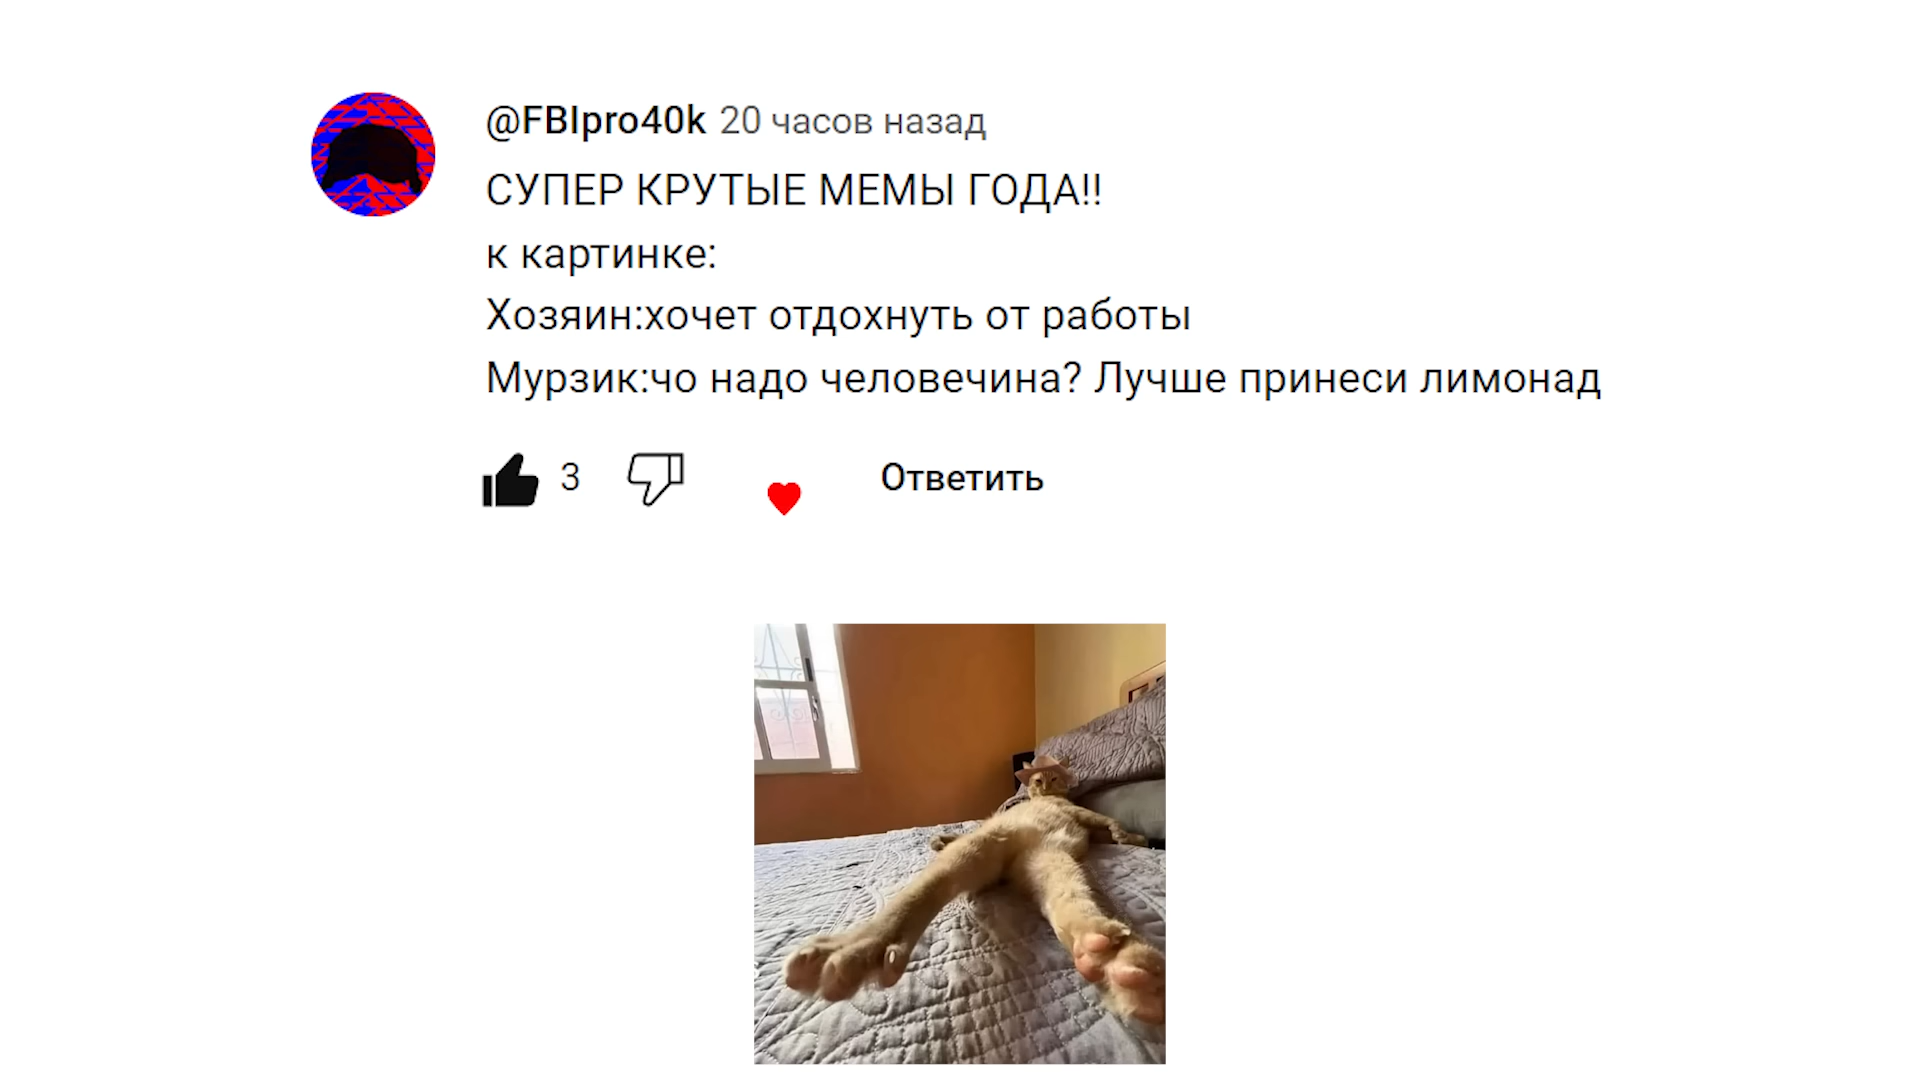 @FBIpro40k 20 часов назад
СУПЕР КРУТЫЕ МЕМЫ ГОДА!!
к картинке:
Хозяин:хочет отдохнуть от работы
Мурзик:чо надо человечина? Лучше принеси лимонад
3 Ответить